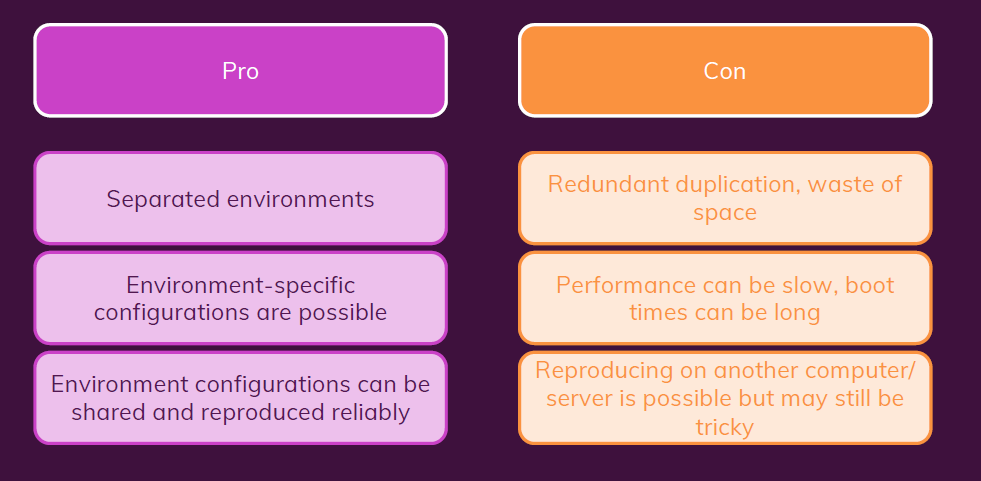 Pro
Con
Separated environments
Redundant duplication, waste of
space
Environment-specific
configurations are possible
Performance can be slow, boot
times can be long
Environment configurations can be
shared and reproduced reliably
Reproducing on another computer/
server is possible but may still be
tricky